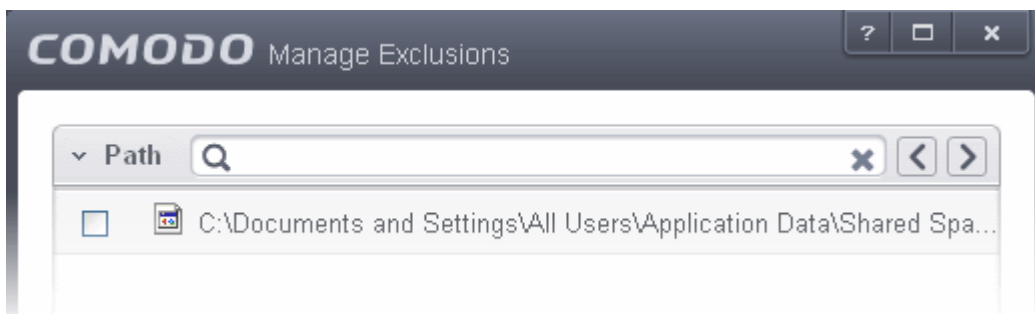 COMODO Manage Exclusions
Path
C:\Documents and Settings\All Users\Application Data\Shared Spa...